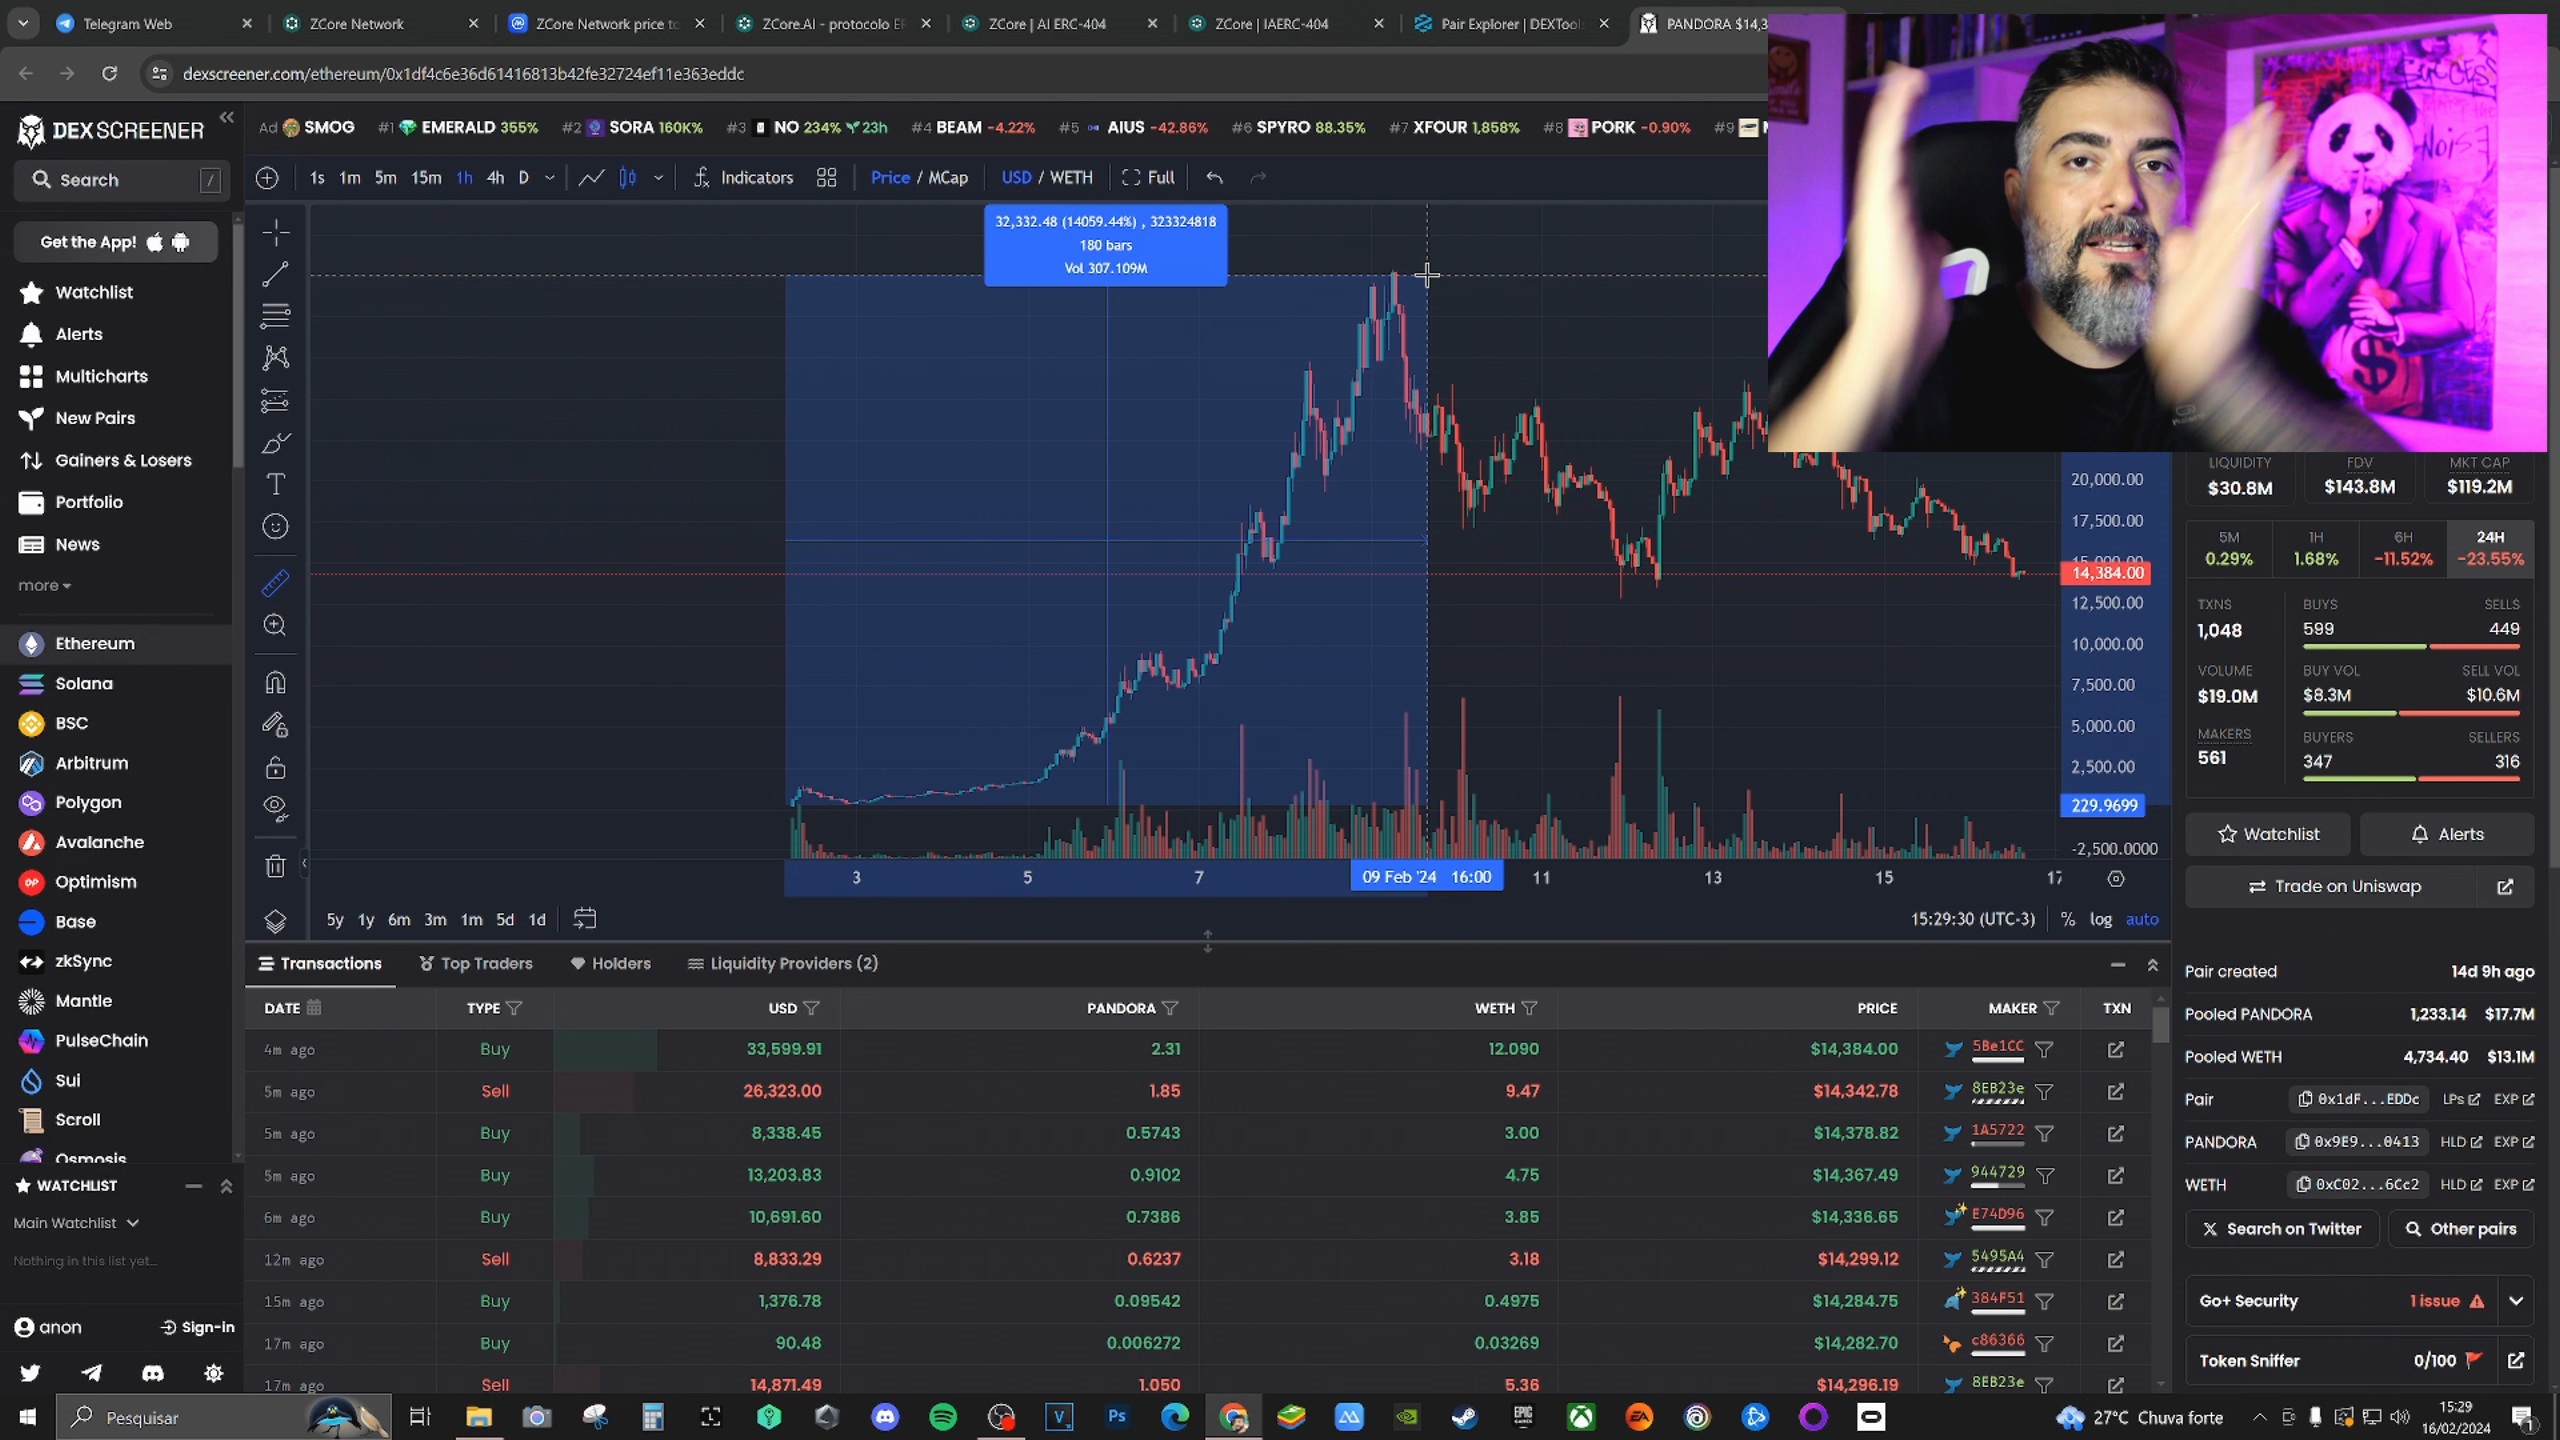 Telegram Web
ZCore Network
ZCore Network price to
ZCore.AI - protocolo E
ZCore | AI ERC-404
ZCore | IAERC-404
Pair Explorer | DEXTools
PANDORA $14,3
dexscreener.com/ethereum/0x1df4c6e36d61416813b42fe32724ef11e363eddc
DEX SCREENER
Ad SMOG #1 EMERALD 355% #2 SORA 160K% #3 NO 234% 23h #4 BEAM -4.22% #5 AIUS -42.86% #6 SPYRO 88.35% #7 XFOUR 1,858% #8 PORK -0.90% #9
Search /
1s 1m 5m 15m 1h 4h D Indicators Price / MCap USD / WETH Full
Get the App!
Watchlist
Alerts
Multicharts
New Pairs
Gainers & Losers
Portfolio
News
more
Ethereum
Solana
BSC
Arbitrum
Polygon
Avalanche
Optimism
Base
zkSync
Mantle
PulseChain
Sui
Scroll
Osmosis
WATCHLIST
Main Watchlist
Nothing in this list yet...
anon Sign-in
32,332.48 (14059.44%) , 323324818
180 bars
Vol 307.109M
SUCCESS
NOISE
$
20,000.00
17,500.00
15,000.00
14,384.00
12,500.00
10,000.00
7,500.00
5,000.00
2,500.00
229.9699
-2,500.0000
3 5 7 09 Feb '24 16:00 11 13 15 17
5y 1y 6m 3m 1m 5d 1d
15:29:30 (UTC-3) % log auto
LIQUIDITY FDV MKT CAP
$30.8M $143.8M $119.2M
5M 1H 6H 24H
0.29% 1.68% -11.52% -23.55%
TXNS BUYS SELLS
1,048 599 449
VOLUME BUY VOL SELL VOL
$19.0M $8.3M $10.6M
MAKERS BUYERS SELLERS
561 347 316
Watchlist Alerts
Trade on Uniswap
Pair created 14d 9h ago
Pooled PANDORA 1,233.14 $17.7M
Pooled WETH 4,734.40 $13.1M
Pair 0x1dF...EDDc LPs EXP
PANDORA 0x9E9...0413 HLD EXP
WETH 0xC02...6Cc2 HLD EXP
Search on Twitter Other pairs
Go+ Security 1 issue
Token Sniffer 0/100
Transactions Top Traders Holders Liquidity Providers (2)
DATE TYPE USD PANDORA WETH PRICE MAKER TXN
4m ago Buy 33,599.91 2.31 12.090 $14,384.00 5Be1CC
5m ago Sell 26,323.00 1.85 9.47 $14,342.78 8EB23e
5m ago Buy 8,338.45 0.5743 3.00 $14,378.82 1A5722
5m ago Buy 13,203.83 0.9102 4.75 $14,367.49 944729
6m ago Buy 10,691.60 0.7386 3.85 $14,336.65 E74D96
12m ago Sell 8,833.29 0.6237 3.18 $14,299.12 5495A4
15m ago Buy 1,376.78 0.09542 0.4975 $14,284.75 384F51
17m ago Buy 90.48 0.006272 0.03269 $14,282.70 c86366
17m ago Sell 14,871.49 1.050 5.36 $14,296.19 8EB23e
Pesquisar
27°C Chuva forte
15:29
16/02/2024